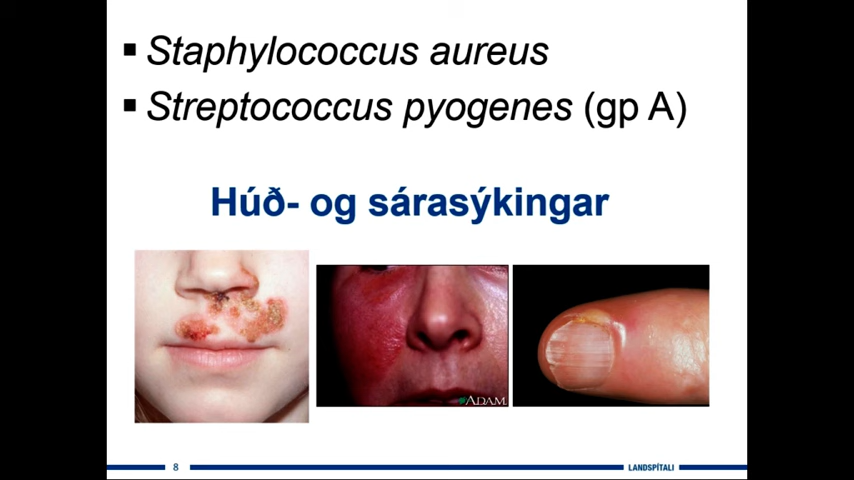 Staphylococcus aureus
Streptococcus pyogenes (gp A)
Húð- og sárasýkingar
ADAM.
8
LANDSPÍTALI